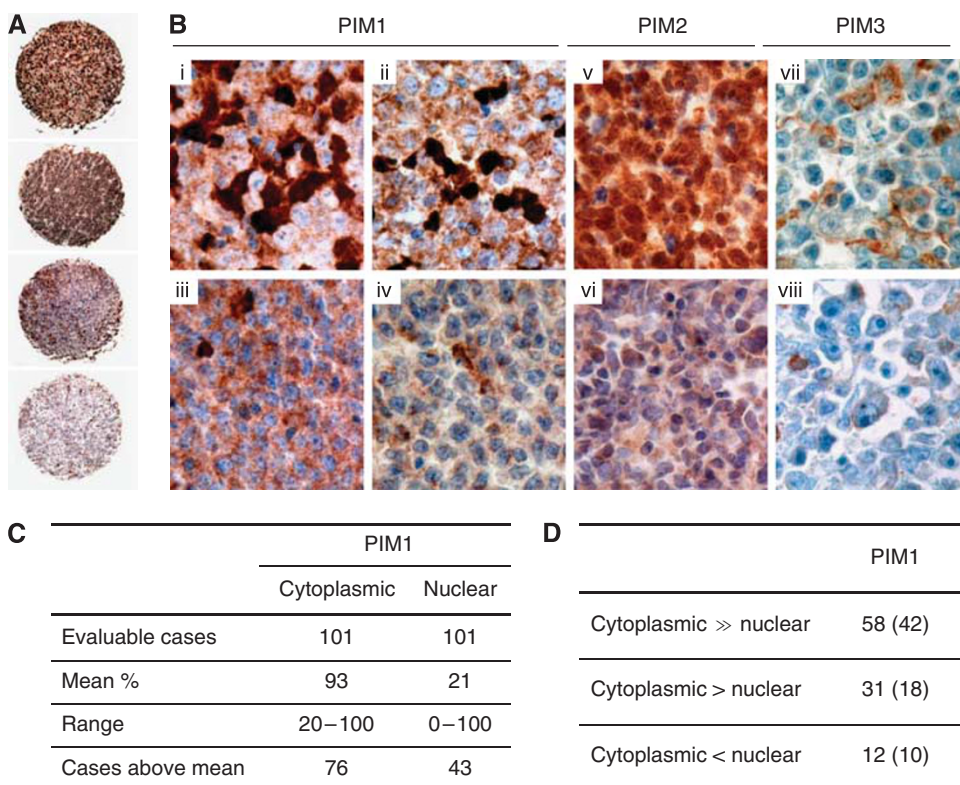 A
B
PIM1 PIM2 PIM3
i ii v vii
iii iv vi viii
C
PIM1
Cytoplasmic Nuclear
Evaluable cases 101 101
Mean % 93 21
Range 20–100 0–100
Cases above mean 76 43
D
PIM1
Cytoplasmic ≫ nuclear 58 (42)
Cytoplasmic > nuclear 31 (18)
Cytoplasmic < nuclear 12 (10)